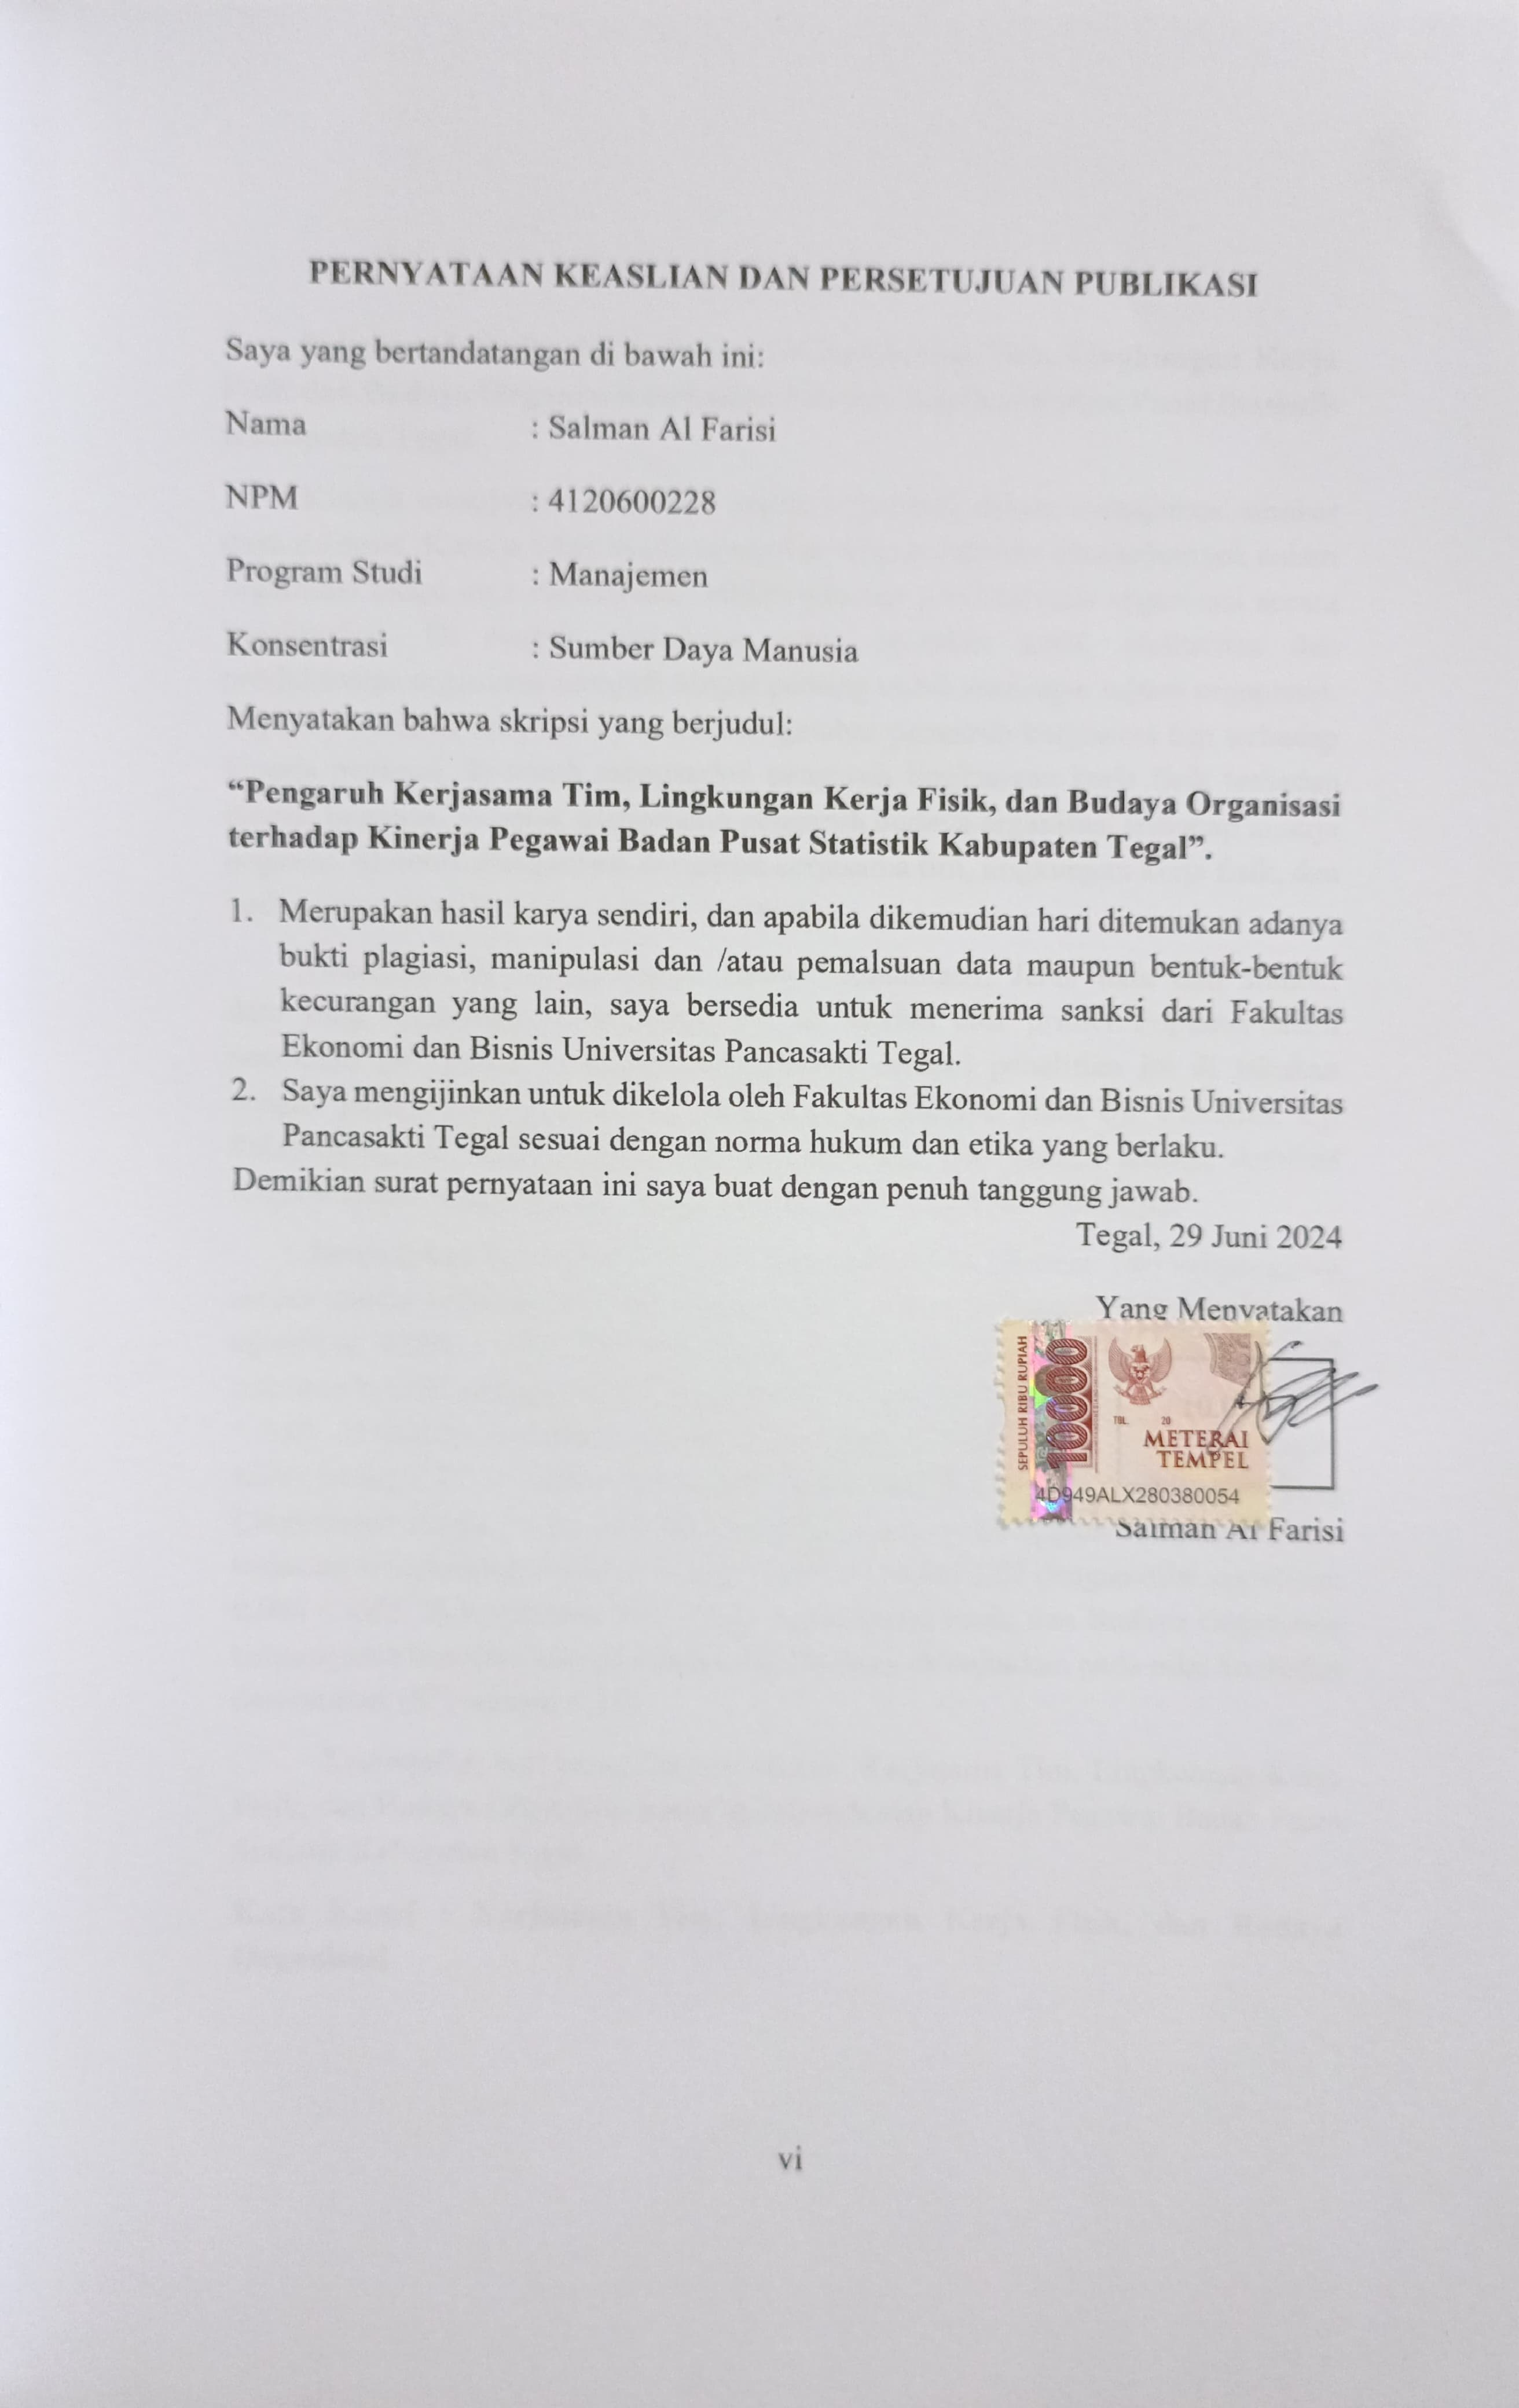 PERNYATAAN KEASLIAN DAN PERSETUJUAN PUBLIKASI
Saya yang bertandatangan di bawah ini:
Nama : Salman Al Farisi
NPM : 4120600228
Program Studi : Manajemen
Konsentrasi : Sumber Daya Manusia
Menyatakan bahwa skripsi yang berjudul:
“Pengaruh Kerjasama Tim, Lingkungan Kerja Fisik, dan Budaya Organisasi
terhadap Kinerja Pegawai Badan Pusat Statistik Kabupaten Tegal”.
1. Merupakan hasil karya sendiri, dan apabila dikemudian hari ditemukan adanya
bukti plagiasi, manipulasi dan /atau pemalsuan data maupun bentuk-bentuk
kecurangan yang lain, saya bersedia untuk menerima sanksi dari Fakultas
Ekonomi dan Bisnis Universitas Pancasakti Tegal.
2. Saya mengijinkan untuk dikelola oleh Fakultas Ekonomi dan Bisnis Universitas
Pancasakti Tegal sesuai dengan norma hukum dan etika yang berlaku.
Demikian surat pernyataan ini saya buat dengan penuh tanggung jawab.
Tegal, 29 Juni 2024
Yang Menyatakan
SEPULUH RIBU RUPIAH
10000
TGL. 20
METERAI
TEMPEL
4D949ALX280380054
Salman Al Farisi
vi